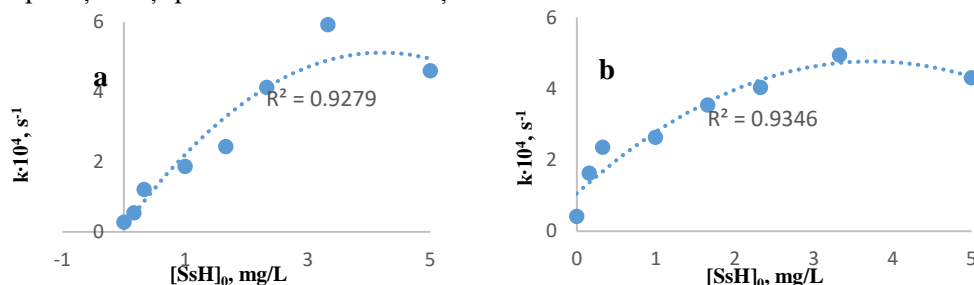 6
a
4
R² = 0.9279
2
0
k·10⁴, s⁻¹
-1
1
3
5
[SsH]₀, mg/L
6
b
4
R² = 0.9346
2
0
k·10⁴, s⁻¹
0
1
2
3
4
5
[SsH]₀, mg/L